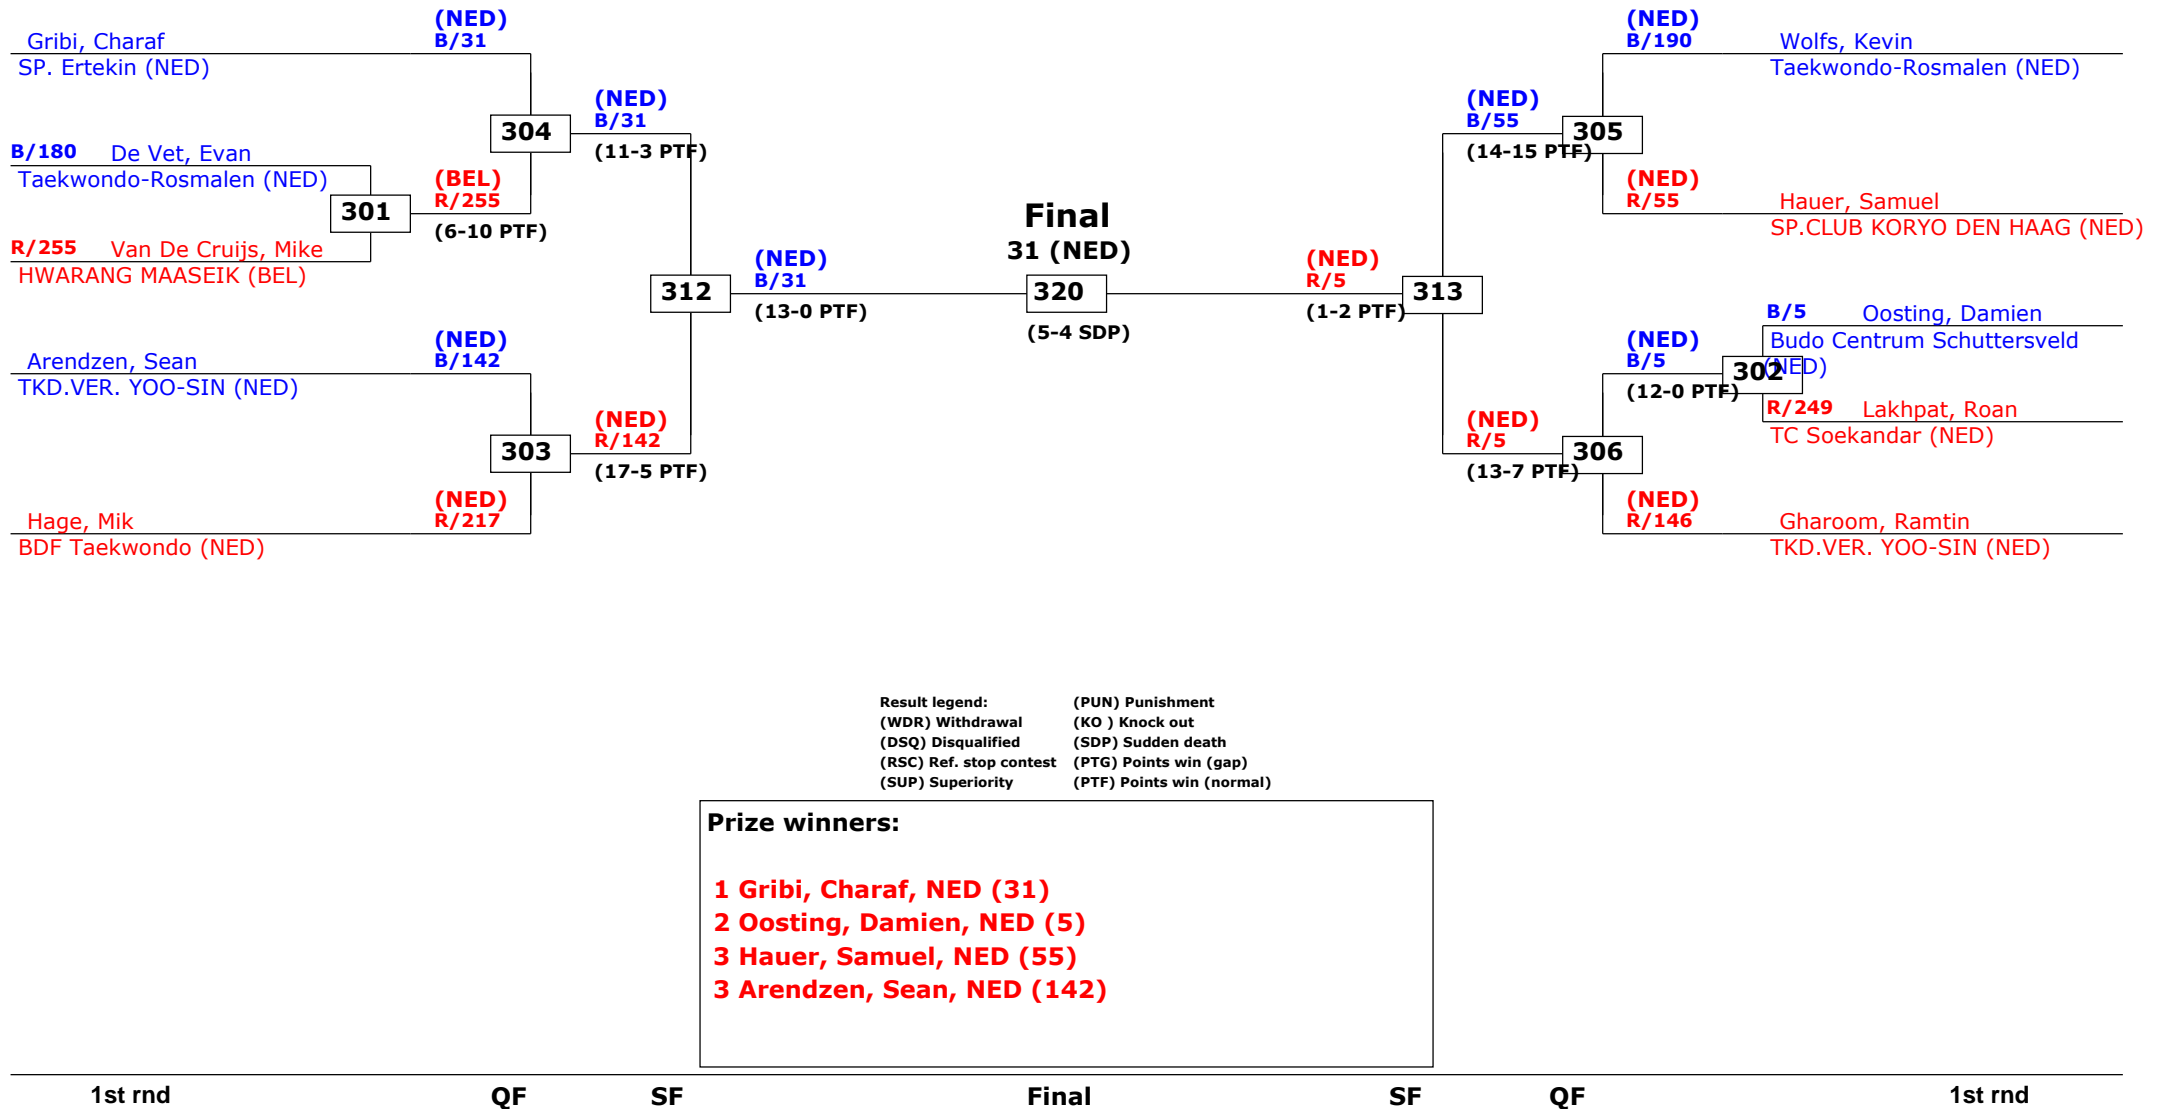 (NED)
B/31
Gribi, Charaf
SP. Ertekin (NED)
304
(NED)
B/31
(11-3 PTF)
B/180 De Vet, Evan
Taekwondo-Rosmalen (NED)
301
(BEL)
R/255
(6-10 PTF)
R/255 Van De Cruijs, Mike
HWARANG MAASEIK (BEL)
312
(NED)
B/31
(13-0 PTF)
(NED)
B/142
Arendzen, Sean
TKD.VER. YOO-SIN (NED)
303
(NED)
R/142
(17-5 PTF)
(NED)
R/217
Hage, Mik
BDF Taekwondo (NED)
Final
31 (NED)
320
(5-4 SDP)
(NED)
R/5
(1-2 PTF)
313
(NED)
B/55
(14-15 PTF)
305
(NED)
B/190
Wolfs, Kevin
Taekwondo-Rosmalen (NED)
(NED)
R/55
Hauer, Samuel
SP.CLUB KORYO DEN HAAG (NED)
B/5 Oosting, Damien
Budo Centrum Schuttersveld
(NED)
302
(NED)
B/5
(12-0 PTF)
R/249 Lakhpat, Roan
TC Soekandar (NED)
(NED)
R/5
(13-7 PTF)
306
(NED)
R/146
Gharoom, Ramtin
TKD.VER. YOO-SIN (NED)
Result legend: (PUN) Punishment
(WDR) Withdrawal (KO ) Knock out
(DSQ) Disqualified (SDP) Sudden death
(RSC) Ref. stop contest (PTG) Points win (gap)
(SUP) Superiority (PTF) Points win (normal)
Prize winners:
1 Gribi, Charaf, NED (31)
2 Oosting, Damien, NED (5)
3 Hauer, Samuel, NED (55)
3 Arendzen, Sean, NED (142)
1st rnd QF SF Final SF QF 1st rnd